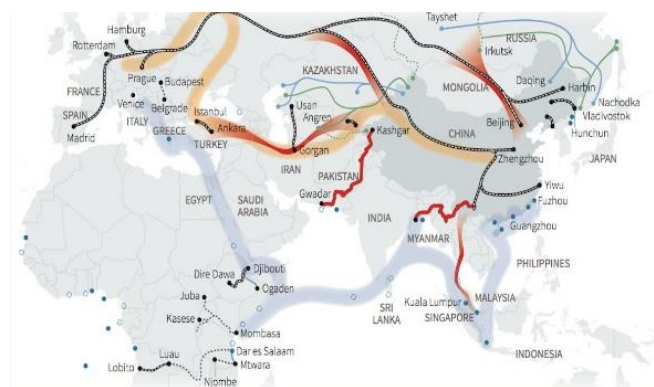 Tayshet
Hamburg
Rotterdam
RUSSIA
Irkutsk
KAZAKHSTAN
Daqing
MONGOLIA
Harbin
Prague
Budapest
FRANCE
Usan
Nachodka
Venice
Belgrade
Istanbul
Angren
Vladivostok
SPAIN
ITALY
Beijing
Hunchun
Madrid
GREECE
Ankara
Kashgar
CHINA
TURKEY
Gorgan
Zhengzhou
JAPAN
IRAN
PAKISTAN
Yiwu
Gwadar
EGYPT
SAUDI
ARABIA
Fuzhou
INDIA
Guangzhou
MYANMAR
Djibouti
PHILIPPINES
Dire Dawa
Ogaden
Juba
Kuala Lumpur
MALAYSIA
SRI
LANKA
SINGAPORE
Kasese
Mombasa
Luau
Dar es Salaam
INDONESIA
Lobito
Mtwara
Njombe